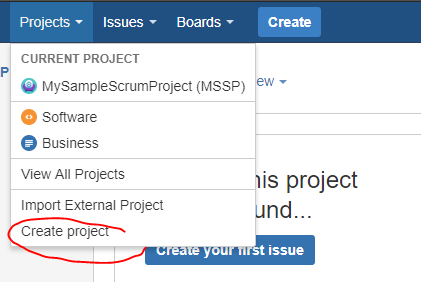 Projects Issues Boards Create
CURRENT PROJECT
P
MySampleScrumProject (MSSP)
ew
Software
Business
View All Projects
his project
Import External Project
und...
Create project
Create your first issue